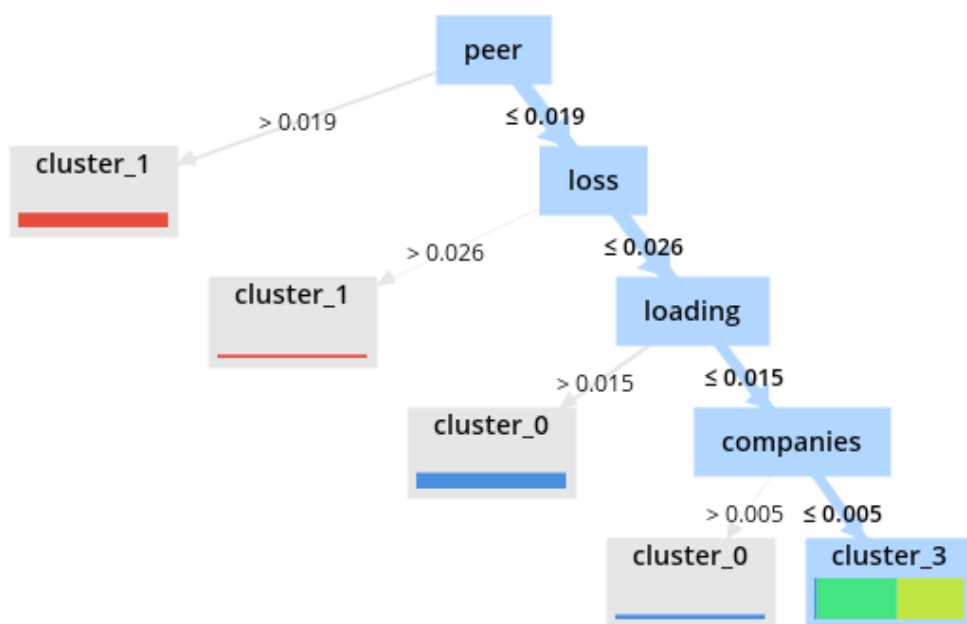 peer
> 0.019
≤ 0.019
cluster_1
loss
> 0.026
≤ 0.026
cluster_1
loading
> 0.015
≤ 0.015
cluster_0
companies
> 0.005
≤ 0.005
cluster_0
cluster_3